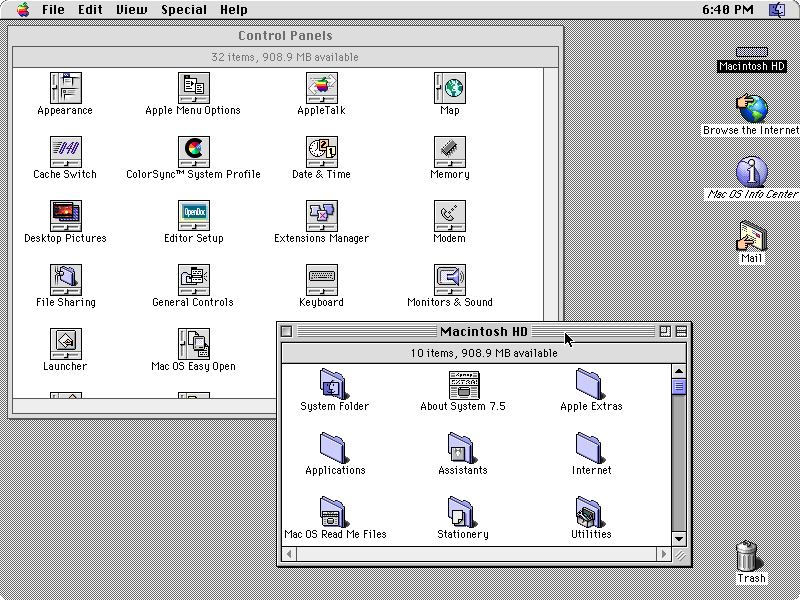 File Edit View Special Help 6:40 PM
Control Panels
32 items, 908.9 MB available
Appearance
Apple Menu Options
AppleTalk
Map
Cache Switch
ColorSync™ System Profile
Date & Time
Memory
Desktop Pictures
OpenDoc
Editor Setup
Extensions Manager
Modem
File Sharing
General Controls
Keyboard
Monitors & Sound
Launcher
Mac OS Easy Open
Macintosh HD
Browse the Internet
Mac OS Info Center
Mail
Macintosh HD
10 items, 908.9 MB available
System Folder
About System 7.5
Apple Extras
Applications
Assistants
Internet
Mac OS Read Me Files
Stationery
Utilities
Trash